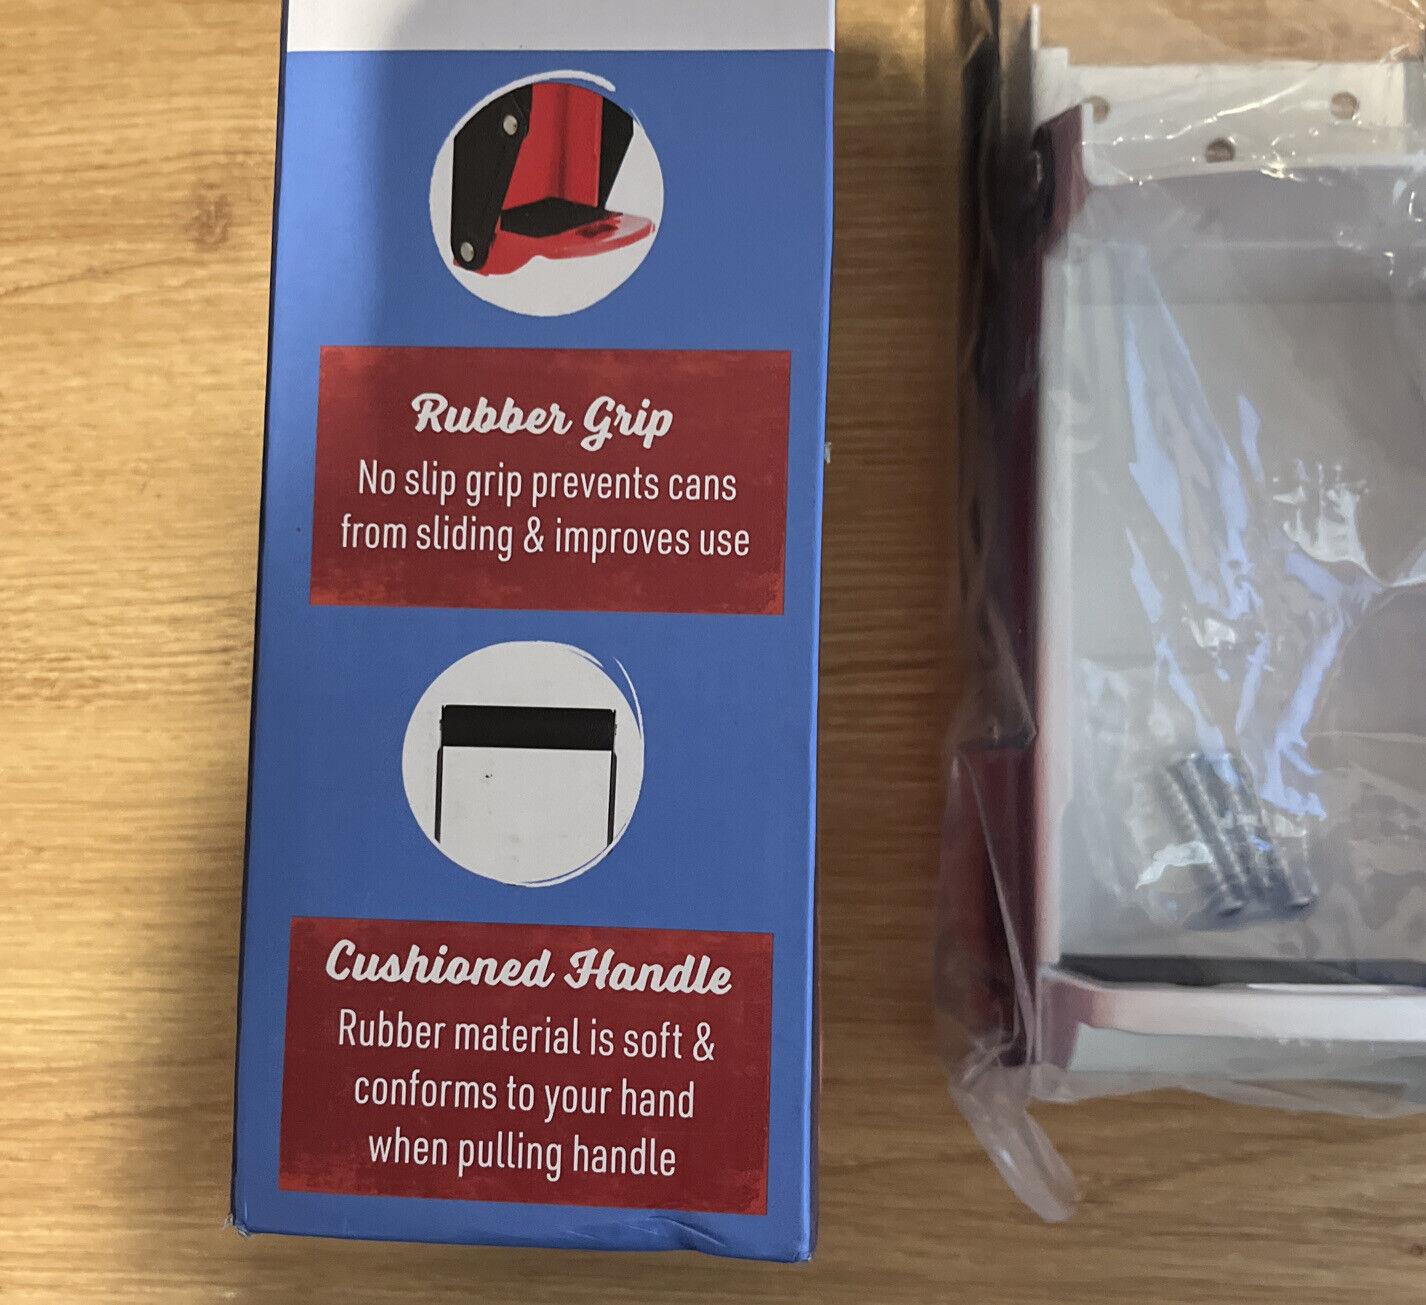 Rubber Grip
No slip grip prevents cans
from sliding & improves use
Cushioned Handle
Rubber material is soft &
conforms to your hand
when pulling handle